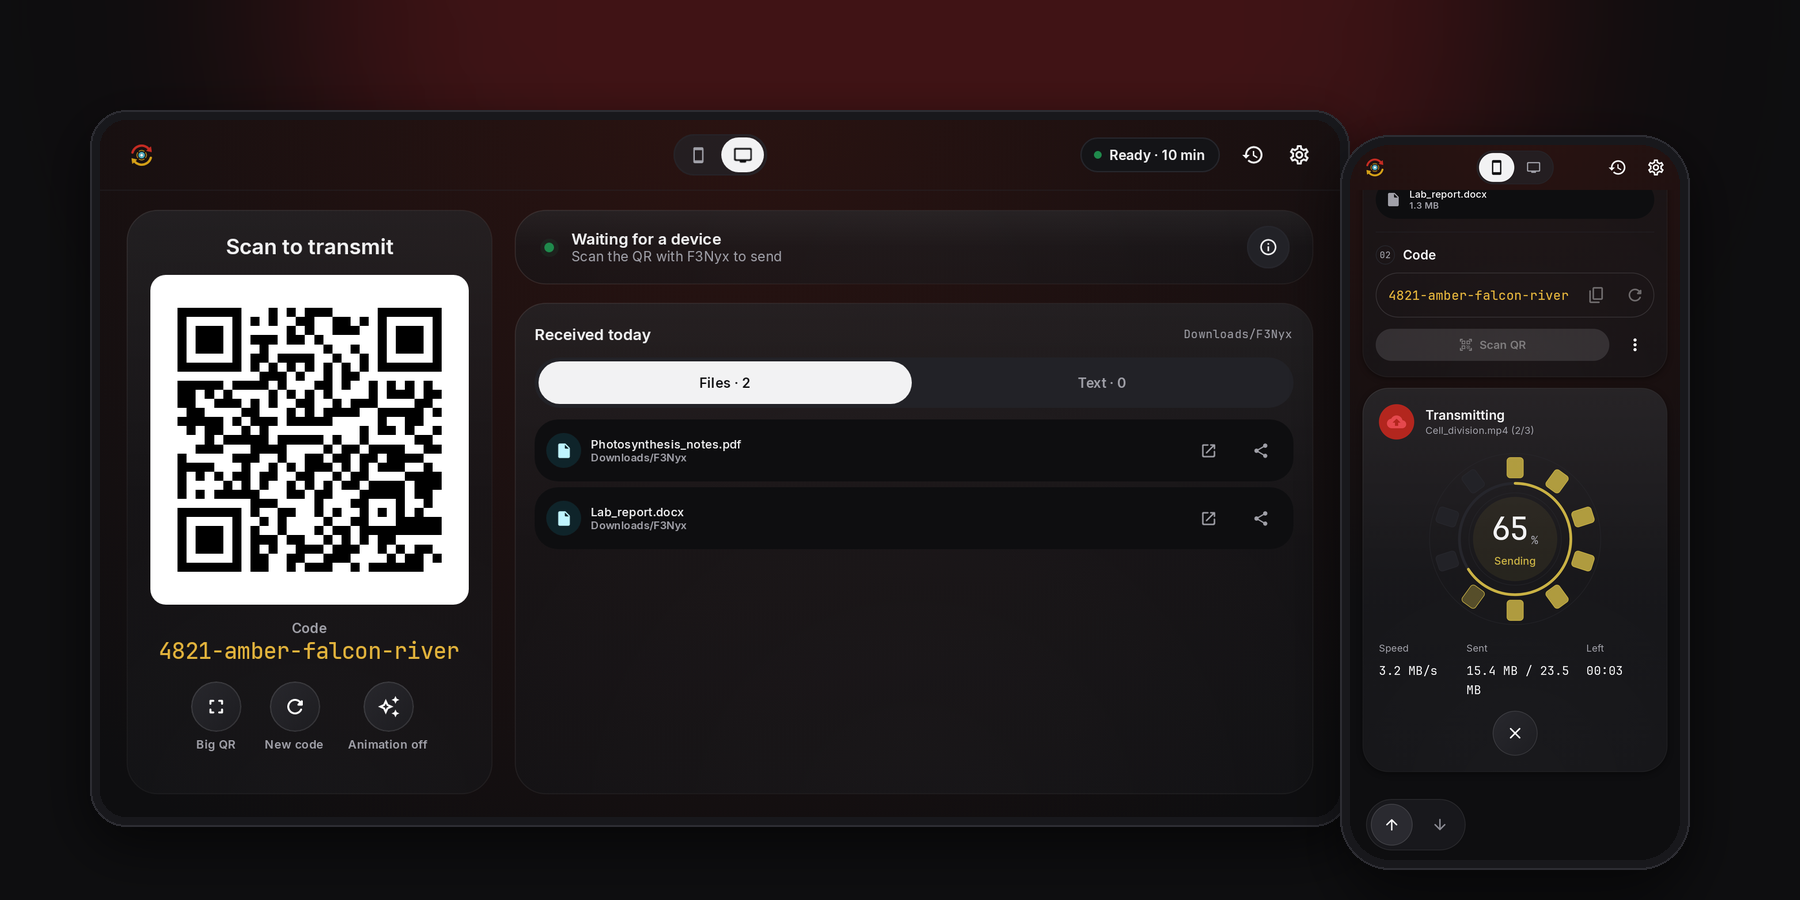 Ready · 10 min
Scan to transmit
Code
4821-amber-falcon-river
Big QR
New code
Animation off
Waiting for a device
Scan the QR with F3Nyx to send
Received today
Downloads/F3Nyx
Files · 2
Text · 0
Photosynthesis_notes.pdf
Downloads/F3Nyx
Lab_report.docx
Downloads/F3Nyx
Lab_report.docx
1.3 MB
02
Code
4821-amber-falcon-river
Scan QR
Transmitting
Cell_division.mp4 (2/3)
65 %
Sending
Speed
3.2 MB/s
Sent
15.4 MB / 23.5
MB
Left
00:03